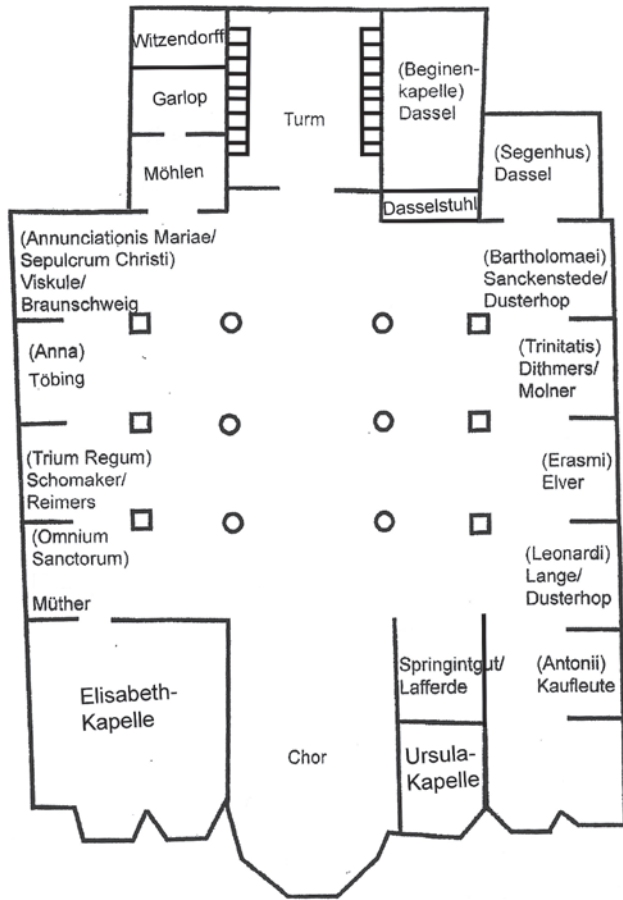 Witzendorff
Garlop
Möhlen
Turm
(Beginen-
kapelle)
Dassel
Dasselstuhl
(Segenhus)
Dassel
(Annunciationis Mariae/
Sepulcrum Christi)
Viskule/
Braunschweig
(Bartholomaei)
Sanckenstede/
Dusterhop
(Anna)
Töbing
(Trinitatis)
Dithmers/
Molner
(Trium Regum)
Schomaker/
Reimers
(Erasmi)
Elver
(Omnium
Sanctorum)
Müther
(Leonardi)
Lange/
Dusterhop
Elisabeth-
Kapelle
Chor
Springintgut/
Lafferde
(Antonii)
Kaufleute
Ursula-
Kapelle